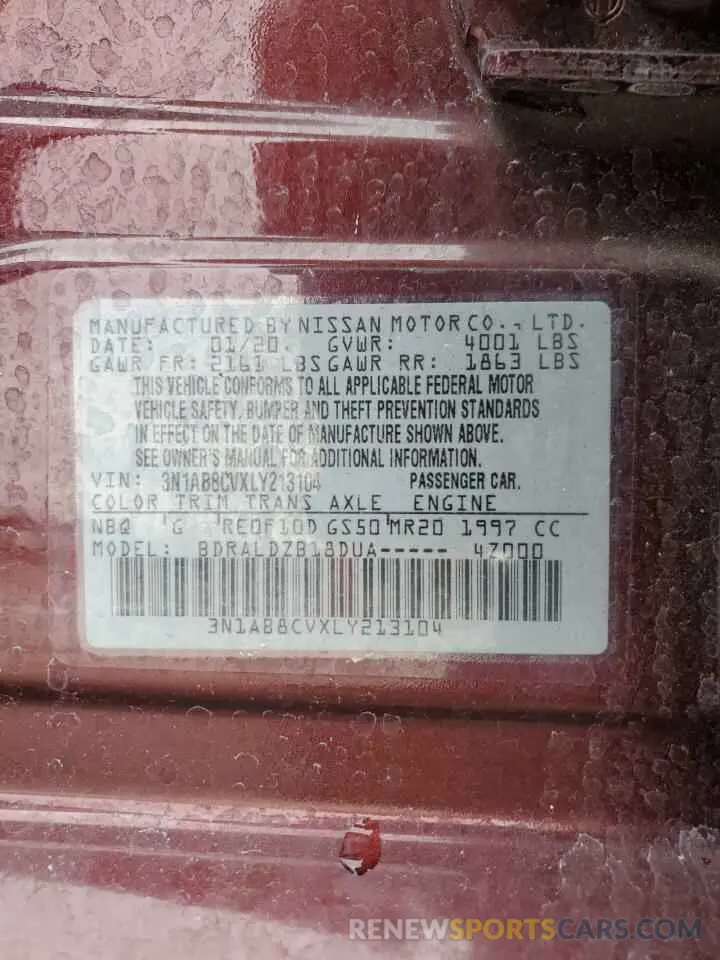 MANUFACTURED BY NISSAN MOTOR CO., LTD.
DATE: 01/20. GVWR: 4001 LBS
GAWR FR: 2161 LBS GAWR RR: 1863 LBS
THIS VEHICLE CONFORMS TO ALL APPLICABLE FEDERAL MOTOR
VEHICLE SAFETY, BUMPER AND THEFT PREVENTION STANDARDS
IN EFFECT ON THE DATE OF MANUFACTURE SHOWN ABOVE.
SEE OWNER'S MANUAL FOR ADDITIONAL INFORMATION.
VIN: 3N1AB8CVXLY213104 PASSENGER CAR.
COLOR TRIM TRANS AXLE ENGINE
NBQ G RE0F10D GS50 MR20 1997 CC
MODEL: BDRALDZB18DUA----- 4Z000
3N1AB8CVXLY213104
RENEWSPORTSCARS.COM